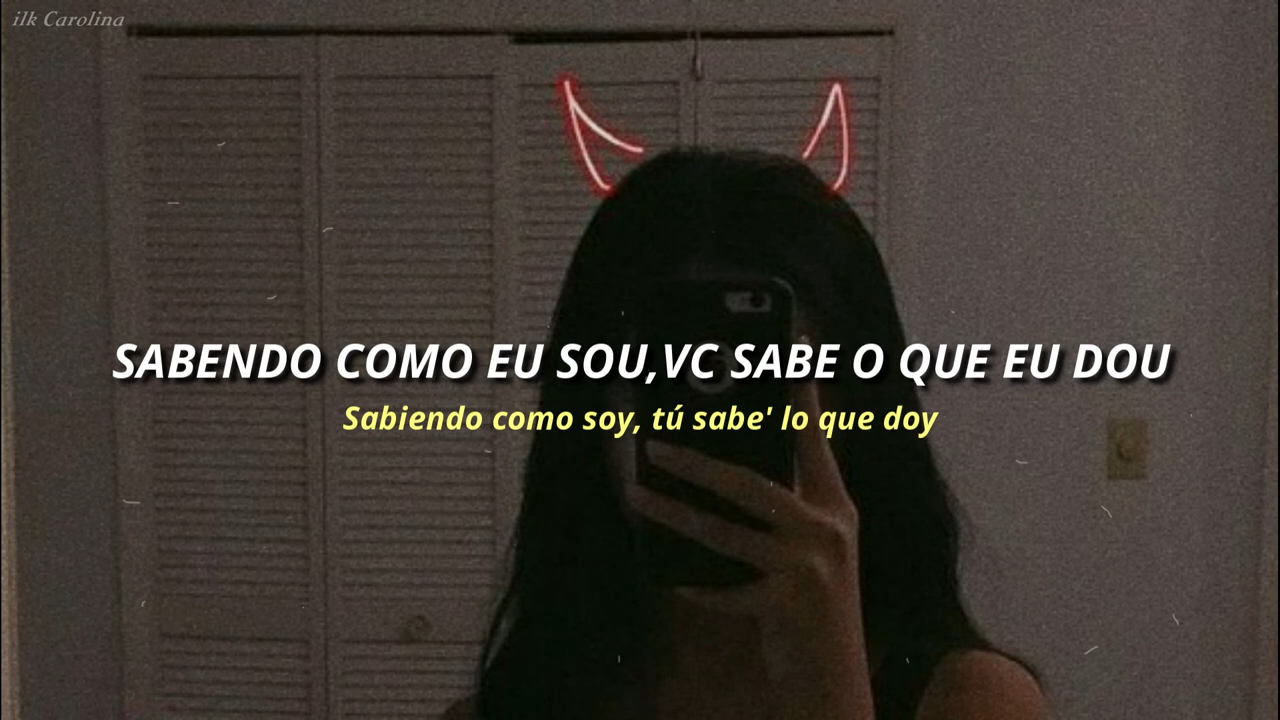 ilk Carolina
SABENDO COMO EU SOU,VC SABE O QUE EU DOU
Sabiendo como soy, tú sabe' lo que doy